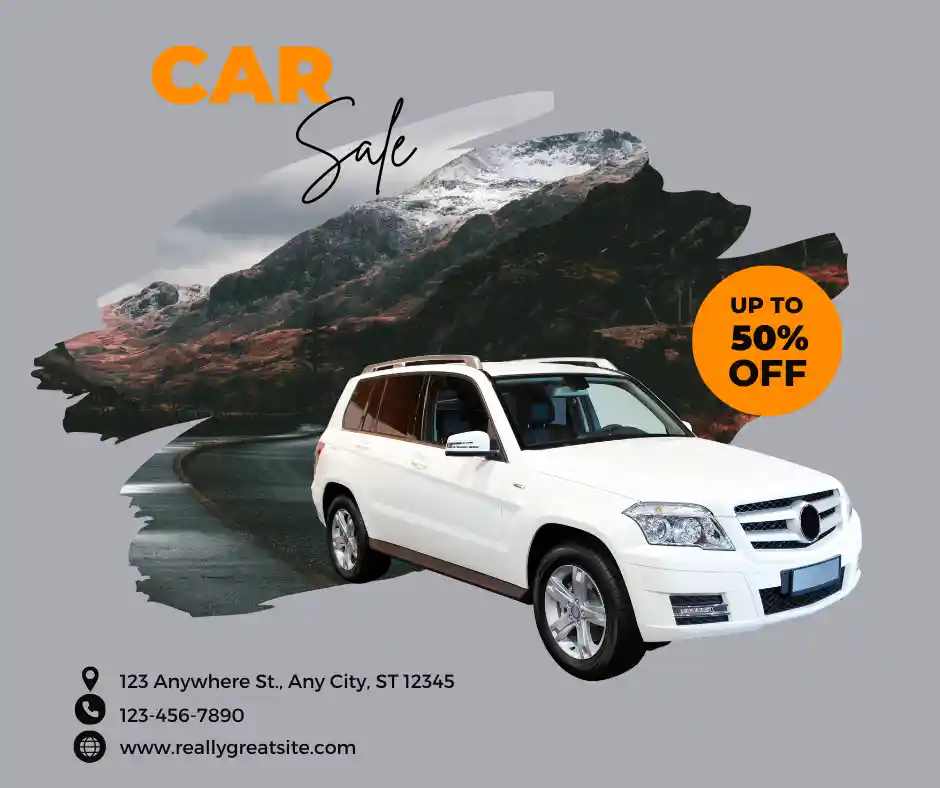 CAR
Sale
UP TO
50%
OFF
123 Anywhere St., Any City, ST 12345
123-456-7890
www.reallygreatsite.com